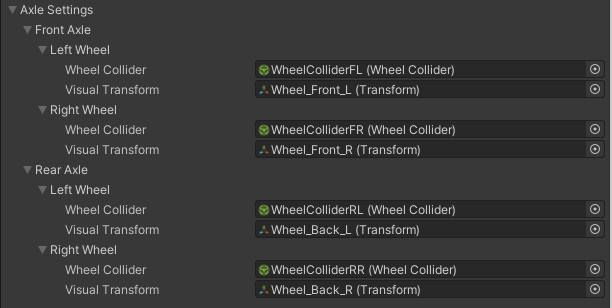 Axle Settings
Front Axle
Left Wheel
Wheel Collider WheelColliderFL (Wheel Collider)
Visual Transform Wheel_Front_L (Transform)
Right Wheel
Wheel Collider WheelColliderFR (Wheel Collider)
Visual Transform Wheel_Front_R (Transform)
Rear Axle
Left Wheel
Wheel Collider WheelColliderRL (Wheel Collider)
Visual Transform Wheel_Back_L (Transform)
Right Wheel
Wheel Collider WheelColliderRR (Wheel Collider)
Visual Transform Wheel_Back_R (Transform)